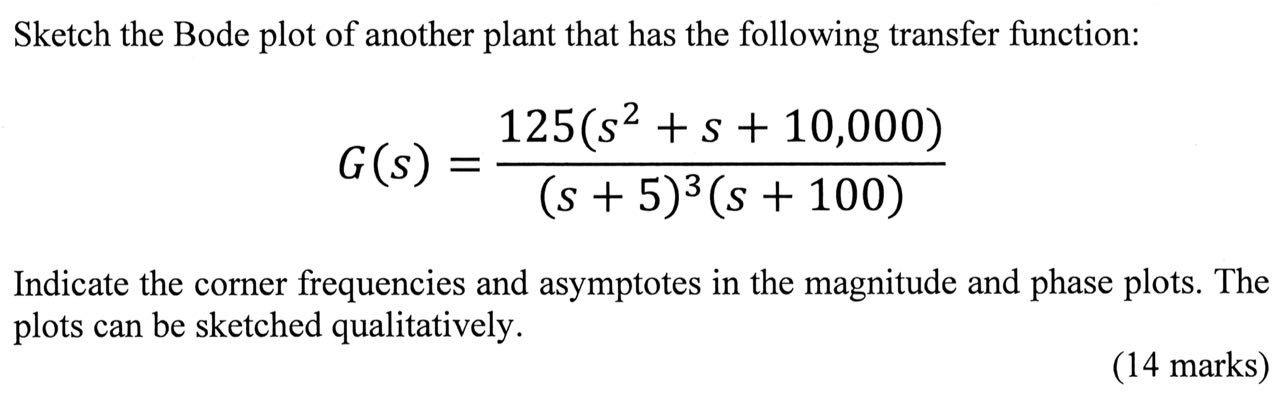 Sketch the Bode plot of another plant that has the following transfer function:
G(s) = 125(s² + s + 10,000) / (s + 5)³(s + 100)
Indicate the corner frequencies and asymptotes in the magnitude and phase plots. The
plots can be sketched qualitatively.
(14 marks)